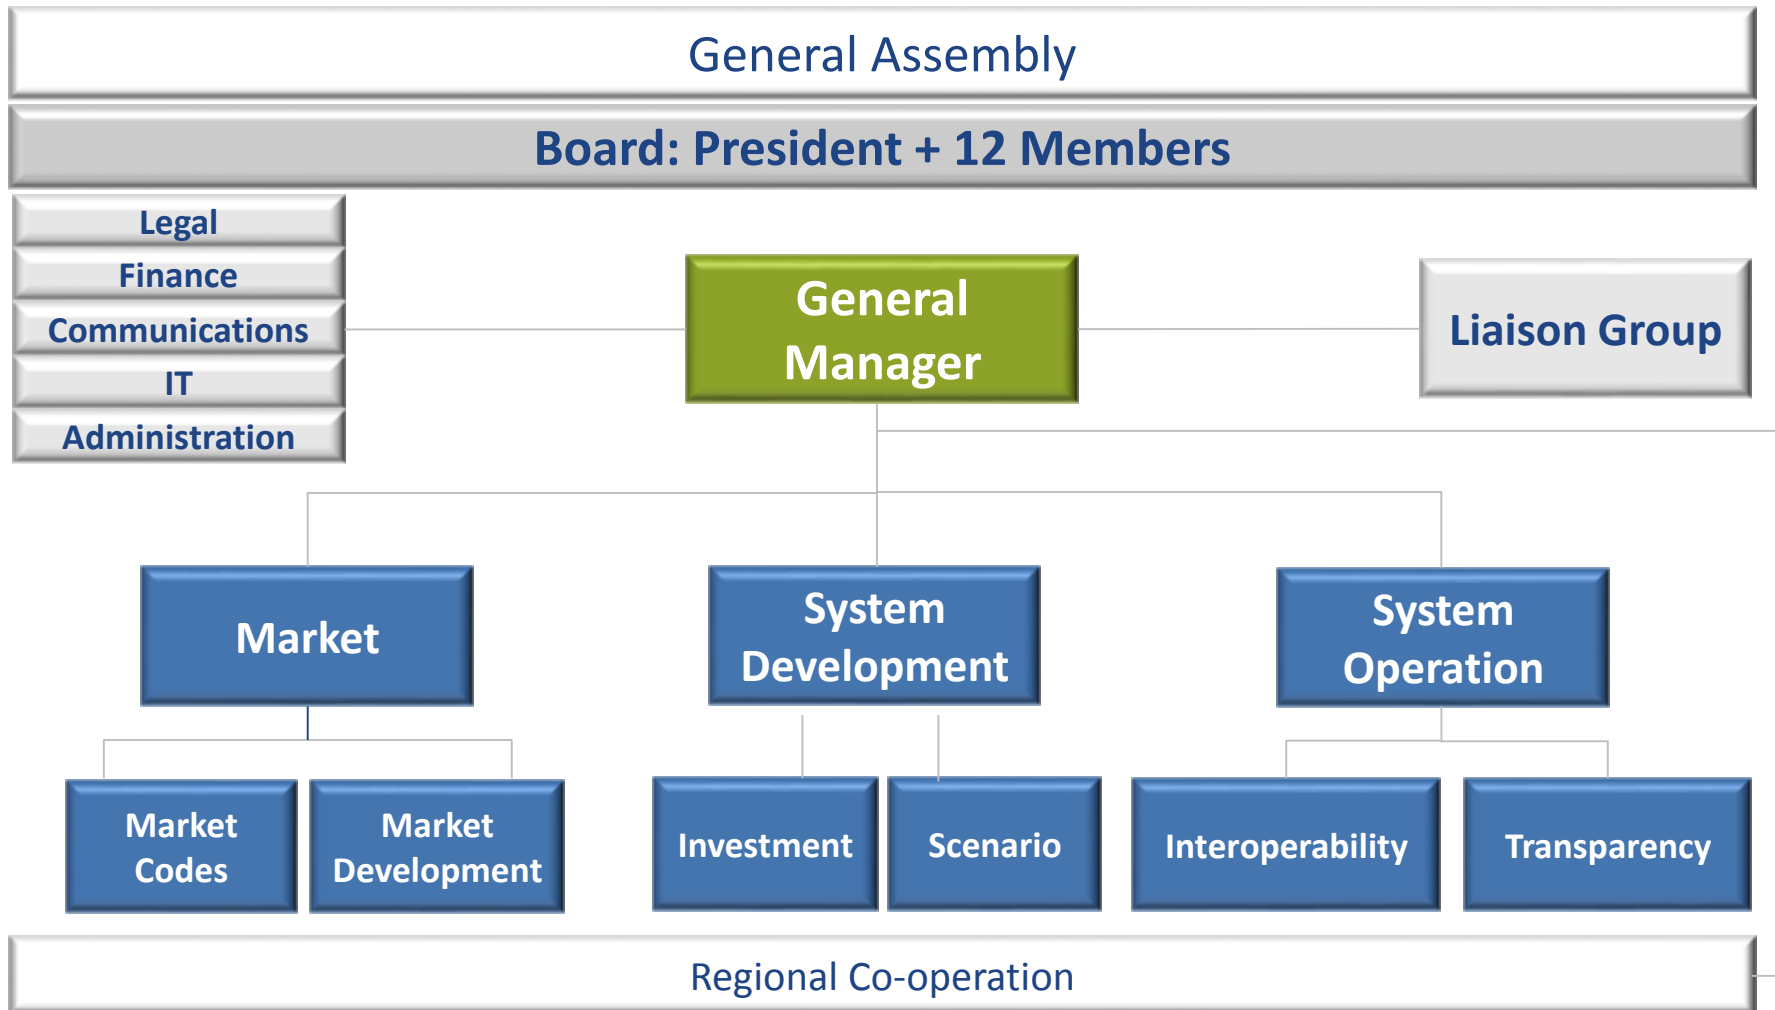 General Assembly
Board: President + 12 Members
Legal
Finance
Communications
IT
Administration
General
Manager
Liaison Group
Market
System
Development
System
Operation
Market
Codes
Market
Development
Investment
Scenario
Interoperability
Transparency
Regional Co-operation